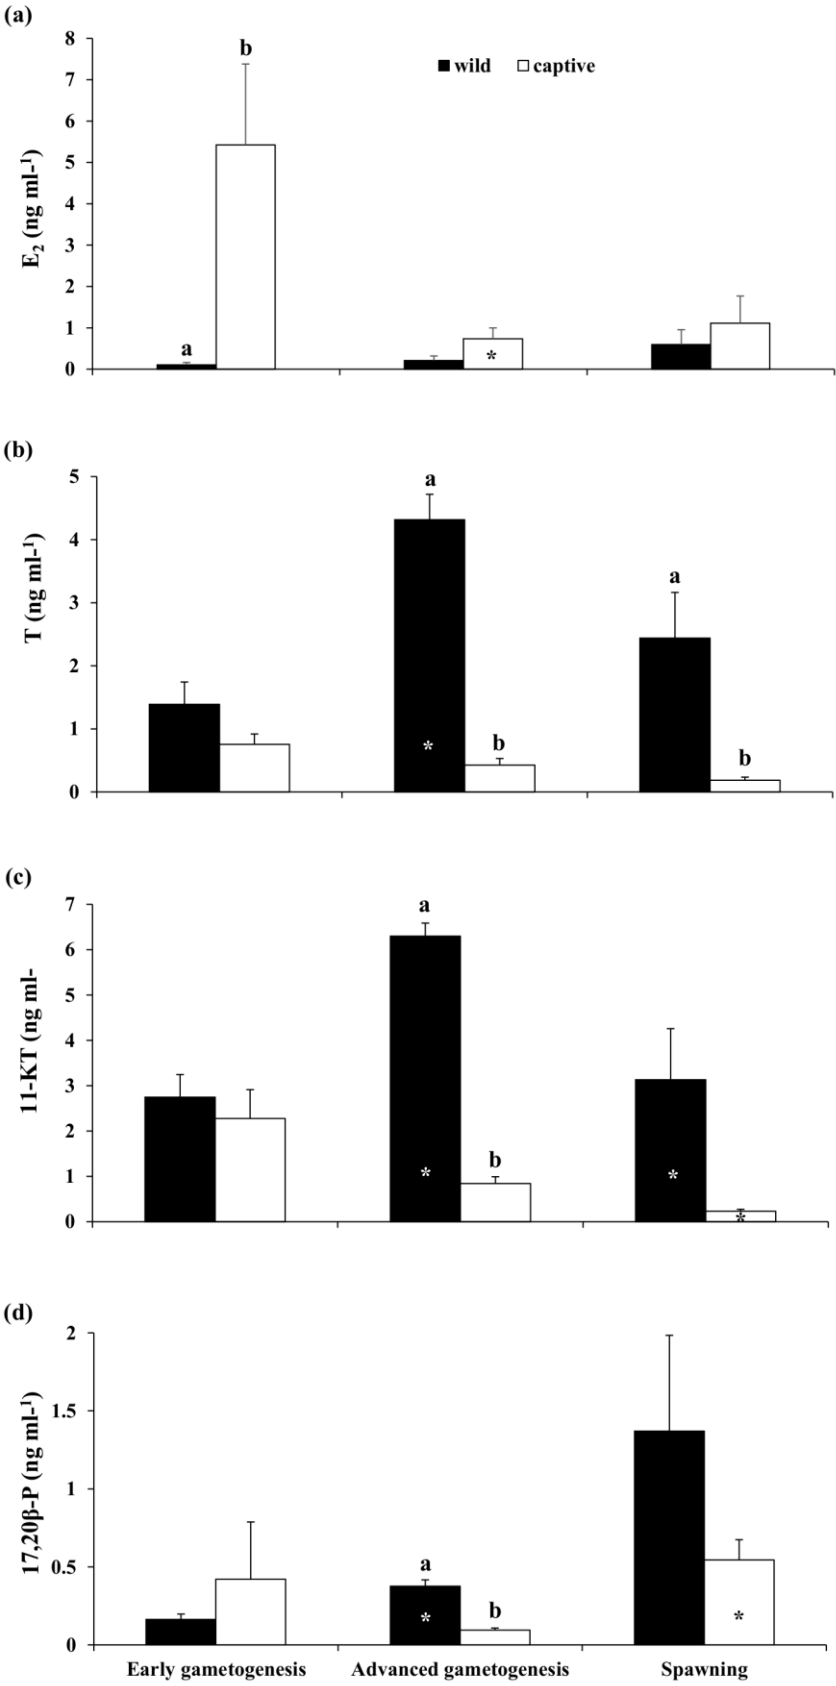 (a)
E₂ (ng ml-¹)
8
7
6
5
4
3
2
1
0
a
b
*
wild captive
(b)
T (ng ml-¹)
5
4
3
2
1
0
a
*
b
a
b
(c)
11-KT (ng ml-
7
6
5
4
3
2
1
0
a
*
b
*
*
(d)
17,20β-P (ng ml-¹)
2
1.5
1
0.5
0
a
*
b
*
Early gametogenesis Advanced gametogenesis Spawning